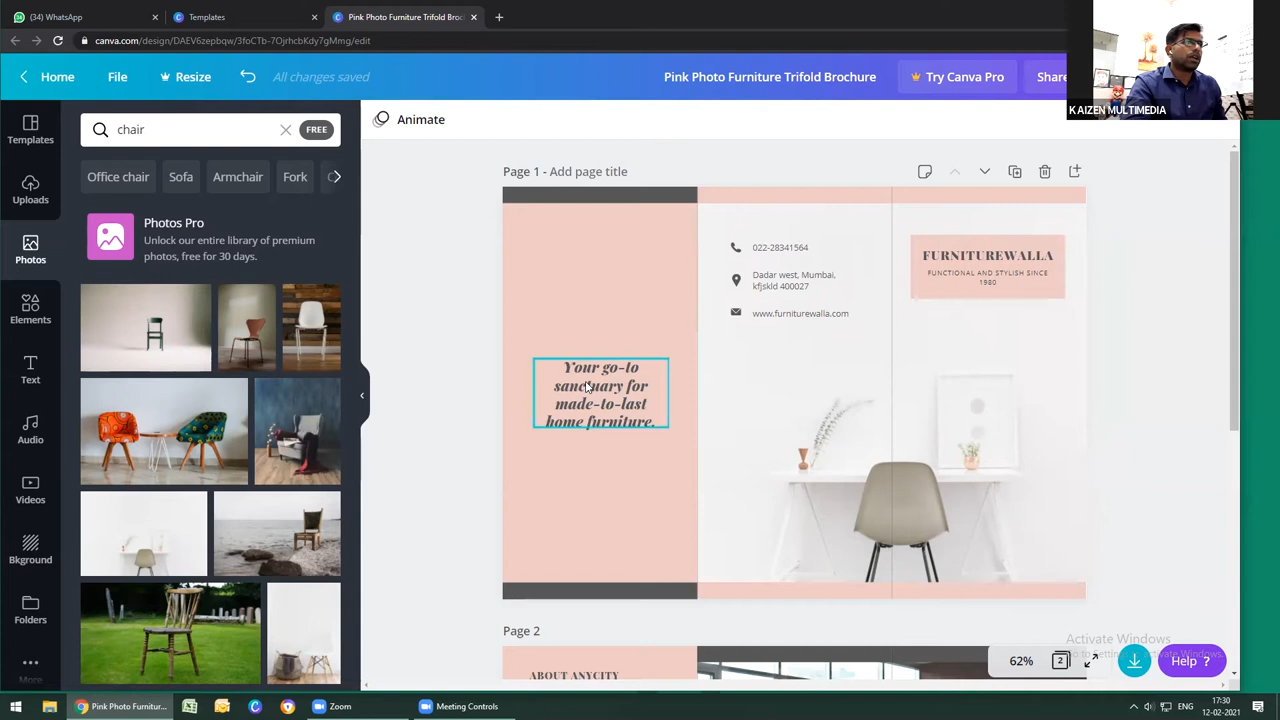 (34) WhatsApp
Templates
Pink Photo Furniture Trifold Broc
canva.com/design/DAEV6zepbqw/3foCTb-7OjrhcbKdy7gMmg/edit
Home
File
Resize
All changes saved
Pink Photo Furniture Trifold Brochure
Try Canva Pro
Share
KAIZEN MULTIMEDIA
Templates
Uploads
Photos
Elements
Text
Audio
Videos
Bkground
Folders
More
chair
FREE
Office chair
Sofa
Armchair
Fork
Photos Pro
Unlock our entire library of premium
photos, free for 30 days.
Animate
Page 1 - Add page title
Your go-to
sanctuary for
made-to-last
home furniture.
022-28341564
Dadar west, Mumbai,
kfjskld 400027
www.furniturewalla.com
FURNITUREWALLA
FUNCTIONAL AND STYLISH SINCE
1980
Page 2
ABOUT ANYCITY
Activate Windows
62%
2
Help ?
Pink Photo Furnitur...
Zoom
Meeting Controls
ENG
17:30
12-02-2021